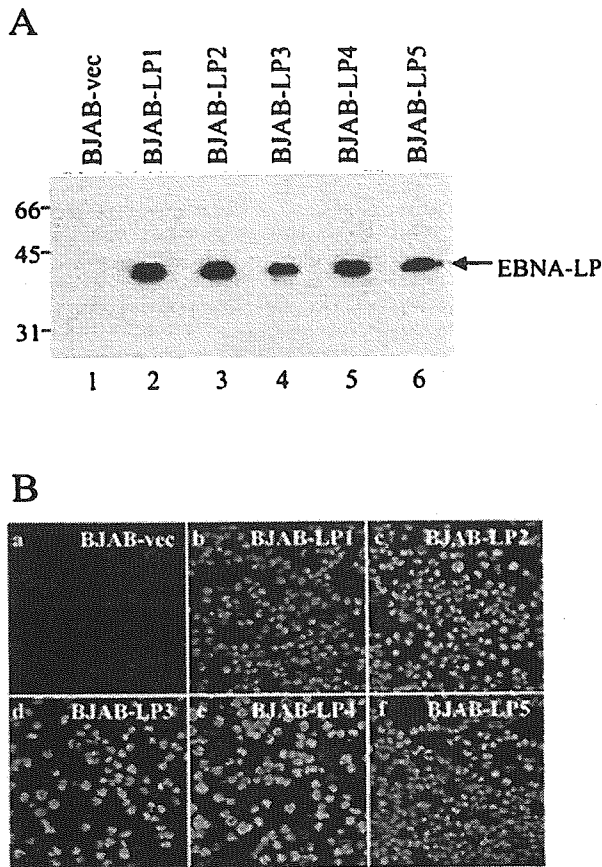 A
BJAB-vec
BJAB-LP1
BJAB-LP2
BJAB-LP3
BJAB-LP4
BJAB-LP5
66-
45-
31-
EBNA-LP
1 2 3 4 5 6
B
a BJAB-vec
b BJAB-LP1
c BJAB-LP2
d BJAB-LP3
e BJAB-LP4
f BJAB-LP5